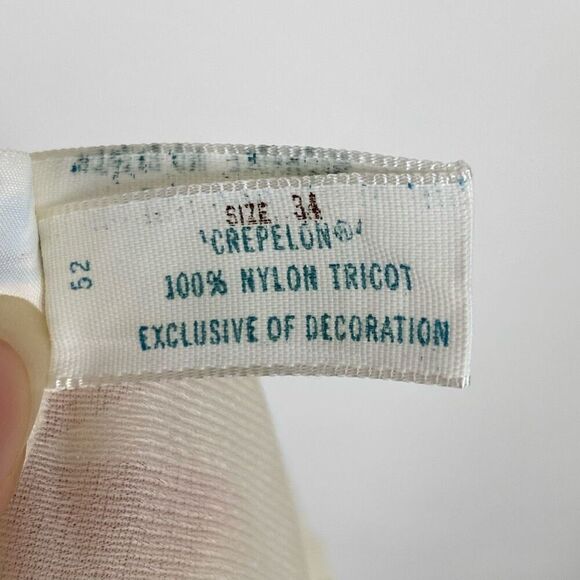 SIZE 34
'CREPELON®'
100% NYLON TRICOT
EXCLUSIVE OF DECORATION
52